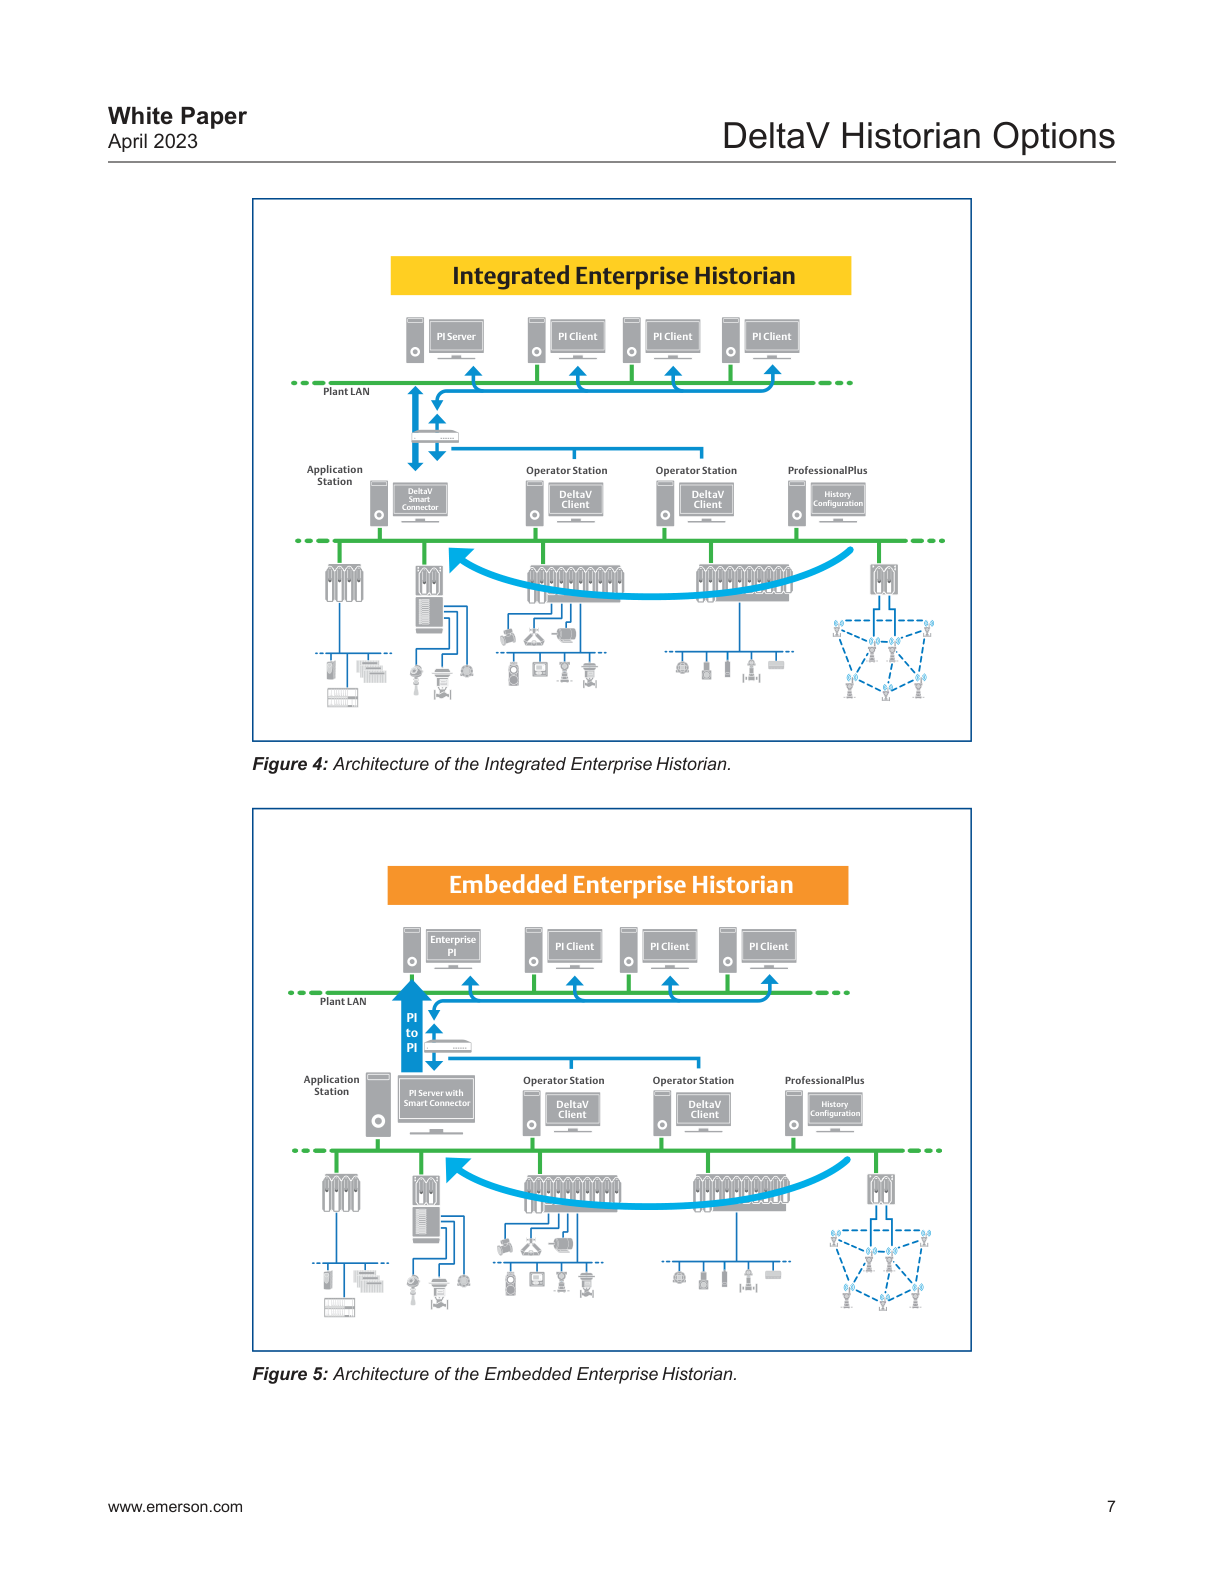 White Paper
April 2023
DeltaV Historian Options
Integrated Enterprise Historian
PI Server
PI Client
PI Client
PI Client
Plant LAN
Application
Station
Operator Station
Operator Station
ProfessionalPlus
DeltaV
Smart
Connector
DeltaV
Client
DeltaV
Client
History
Configuration
Figure 4: Architecture of the Integrated Enterprise Historian.
Embedded Enterprise Historian
Enterprise
PI
PI Client
PI Client
PI Client
Plant LAN
PI
to
PI
Application
Station
Operator Station
Operator Station
ProfessionalPlus
PI Server with
Smart Connector
DeltaV
Client
DeltaV
Client
History
Configuration
Figure 5: Architecture of the Embedded Enterprise Historian.
www.emerson.com
7